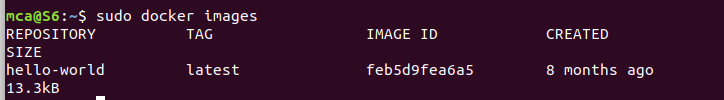 mca@S6:~$ sudo docker images
REPOSITORY TAG IMAGE ID CREATED
SIZE
hello-world latest feb5d9fea6a5 8 months ago
13.3kB